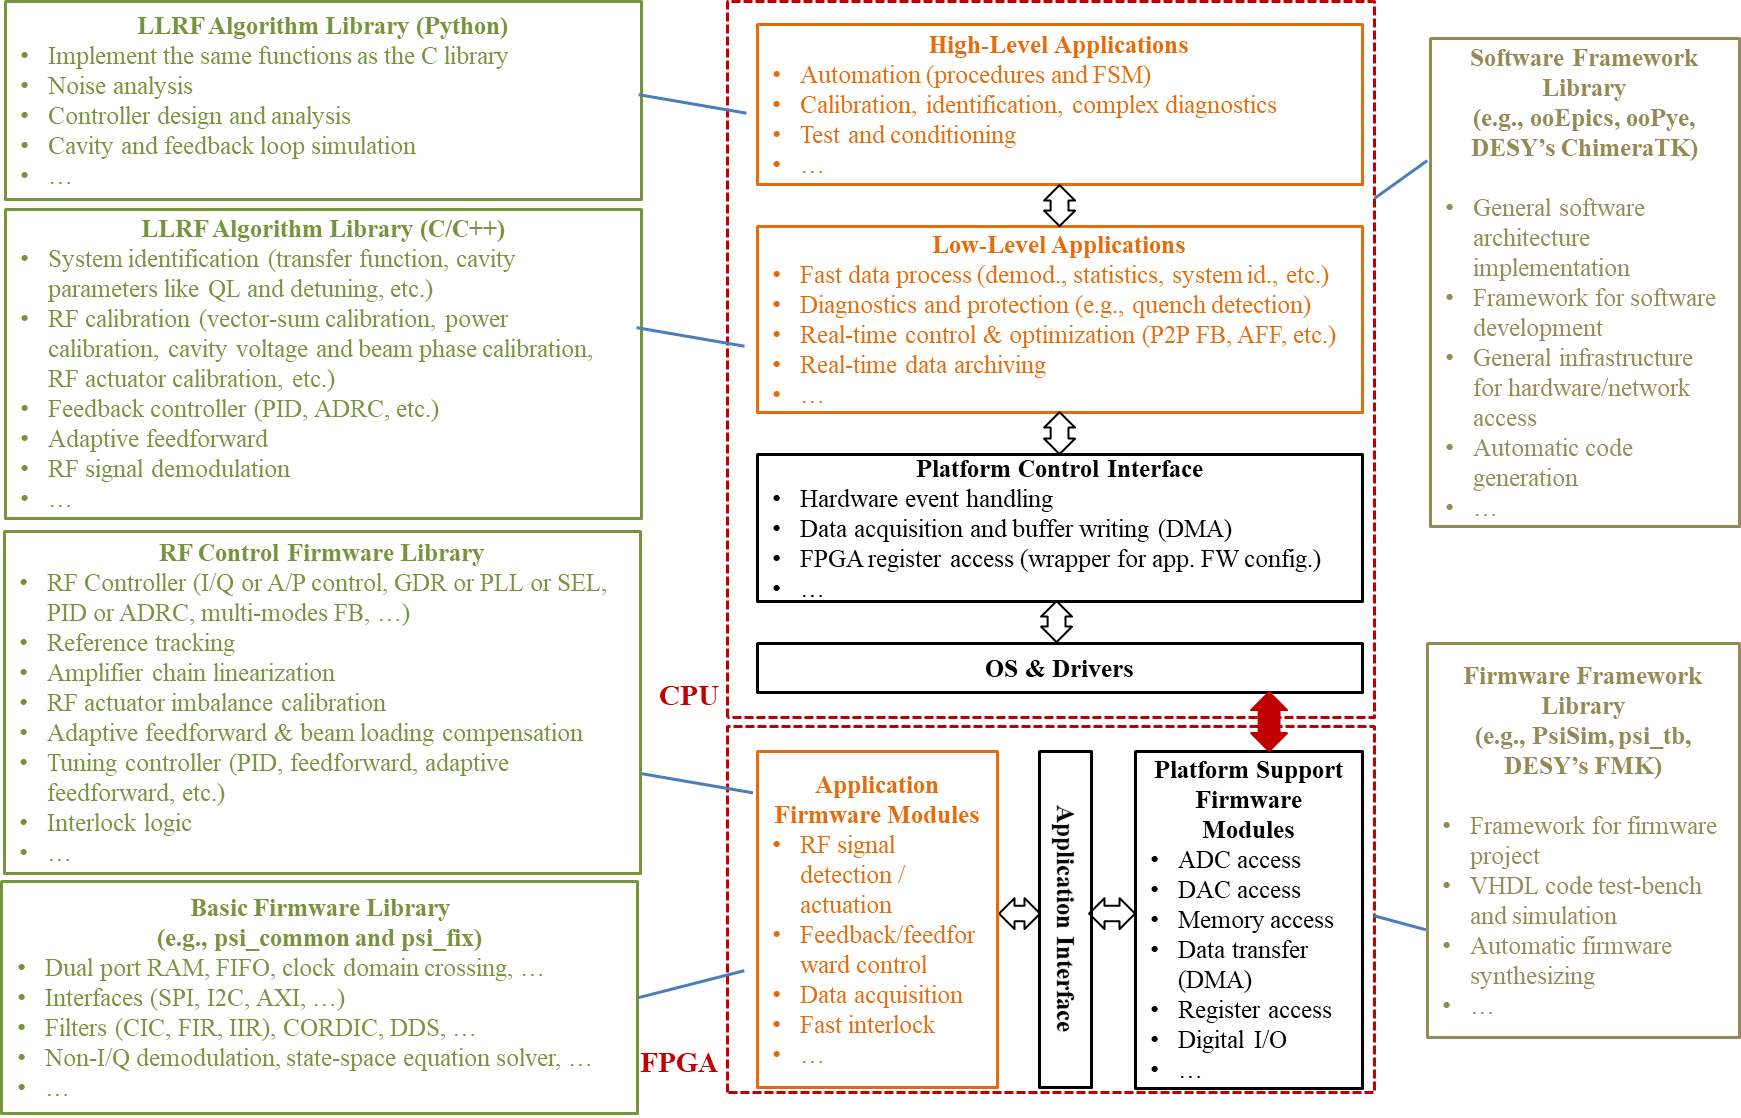 LLRF Algorithm Library (Python)
• Implement the same functions as the C library
• Noise analysis
• Controller design and analysis
• Cavity and feedback loop simulation
• …
LLRF Algorithm Library (C/C++)
• System identification (transfer function, cavity
parameters like QL and detuning, etc.)
• RF calibration (vector-sum calibration, power
calibration, cavity voltage and beam phase calibration,
RF actuator calibration, etc.)
• Feedback controller (PID, ADRC, etc.)
• Adaptive feedforward
• RF signal demodulation
• …
RF Control Firmware Library
• RF Controller (I/Q or A/P control, GDR or PLL or SEL,
PID or ADRC, multi-modes FB, …)
• Reference tracking
• Amplifier chain linearization
• RF actuator imbalance calibration
• Adaptive feedforward & beam loading compensation
• Tuning controller (PID, feedforward, adaptive
feedforward, etc.)
• Interlock logic
• …
Basic Firmware Library
(e.g., psi_common and psi_fix)
• Dual port RAM, FIFO, clock domain crossing, …
• Interfaces (SPI, I2C, AXI, …)
• Filters (CIC, FIR, IIR), CORDIC, DDS, …
• Non-I/Q demodulation, state-space equation solver, …
• …
High-Level Applications
• Automation (procedures and FSM)
• Calibration, identification, complex diagnostics
• Test and conditioning
• …
Low-Level Applications
• Fast data process (demod., statistics, system id., etc.)
• Diagnostics and protection (e.g., quench detection)
• Real-time control & optimization (P2P FB, AFF, etc.)
• Real-time data archiving
• …
Platform Control Interface
• Hardware event handling
• Data acquisition and buffer writing (DMA)
• FPGA register access (wrapper for app. FW config.)
• …
OS & Drivers
CPU
Application
Firmware Modules
• RF signal
detection /
actuation
• Feedback/feedfor
ward control
• Data acquisition
• Fast interlock
• …
Application Interface
Platform Support
Firmware
Modules
• ADC access
• DAC access
• Memory access
• Data transfer
(DMA)
• Register access
• Digital I/O
• …
FPGA
Software Framework
Library
(e.g., ooEpics, ooPye,
DESY’s ChimeraTK)
• General software
architecture
implementation
• Framework for software
development
• General infrastructure
for hardware/network
access
• Automatic code
generation
• …
Firmware Framework
Library
(e.g., PsiSim, psi_tb,
DESY’s FMK)
• Framework for firmware
project
• VHDL code test-bench
and simulation
• Automatic firmware
synthesizing
• …